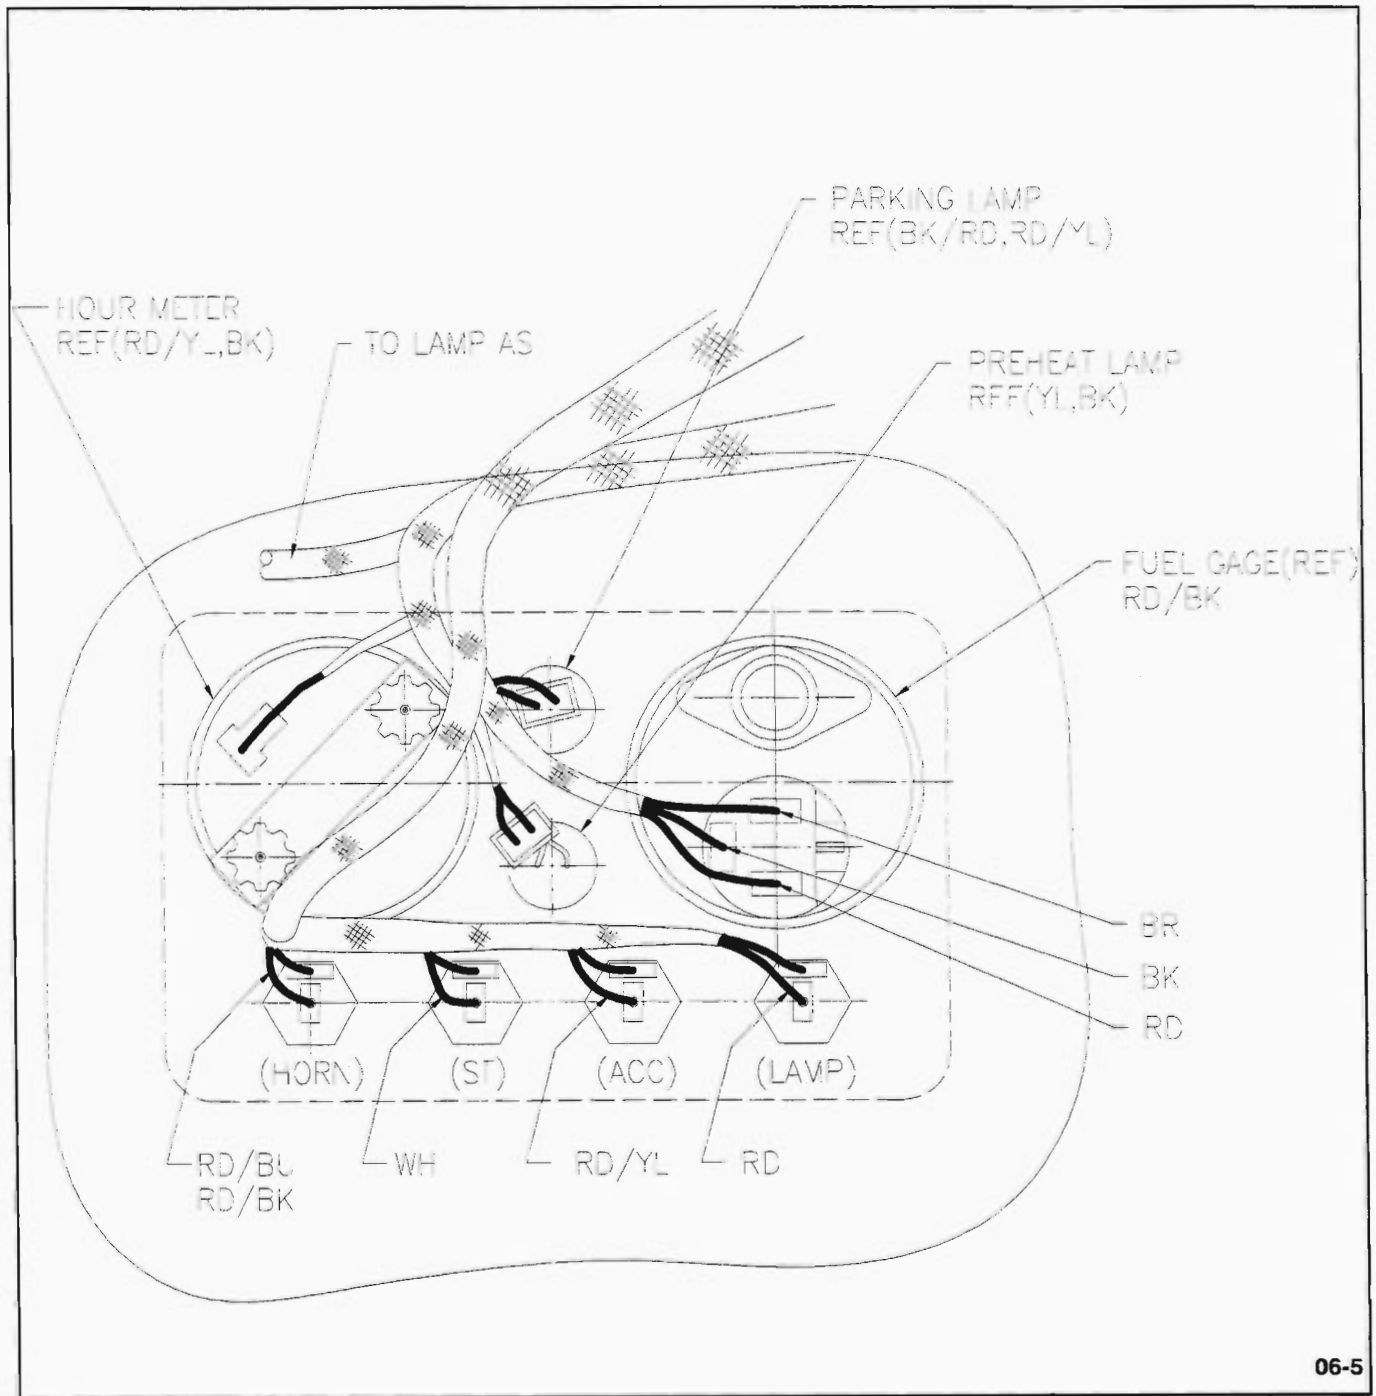 PARKING LAMP
REF(BK/RD,RD/YL)
HOUR METER
REF(RD/YL,BK)
TO LAMP AS
PREHEAT LAMP
REF(YL,BK)
FUEL GAGE(REF)
RD/BK
BR
BK
RD
(HORN)
(ST)
(ACC)
(LAMP)
RD/BU
RD/BK
WH
RD/YL
RD
06-5